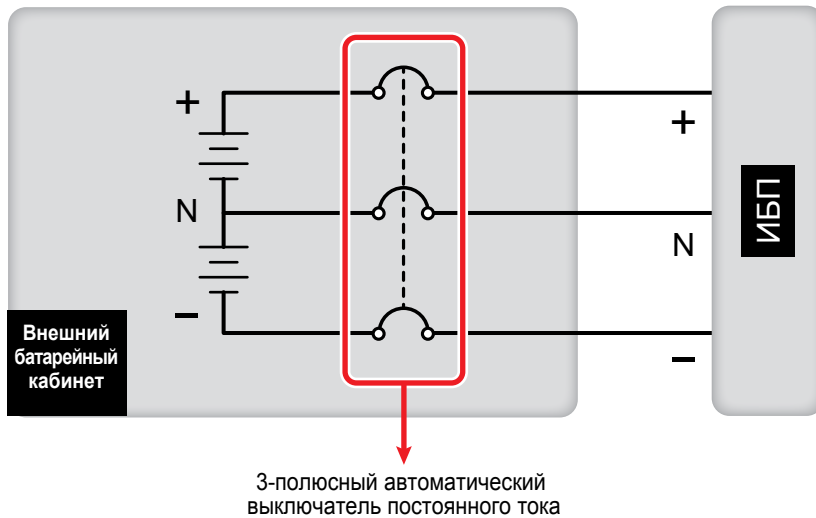 +
+
N
N
ИБП
–
–
Внешний
батарейный
кабинет
3-полюсный автоматический
выключатель постоянного тока